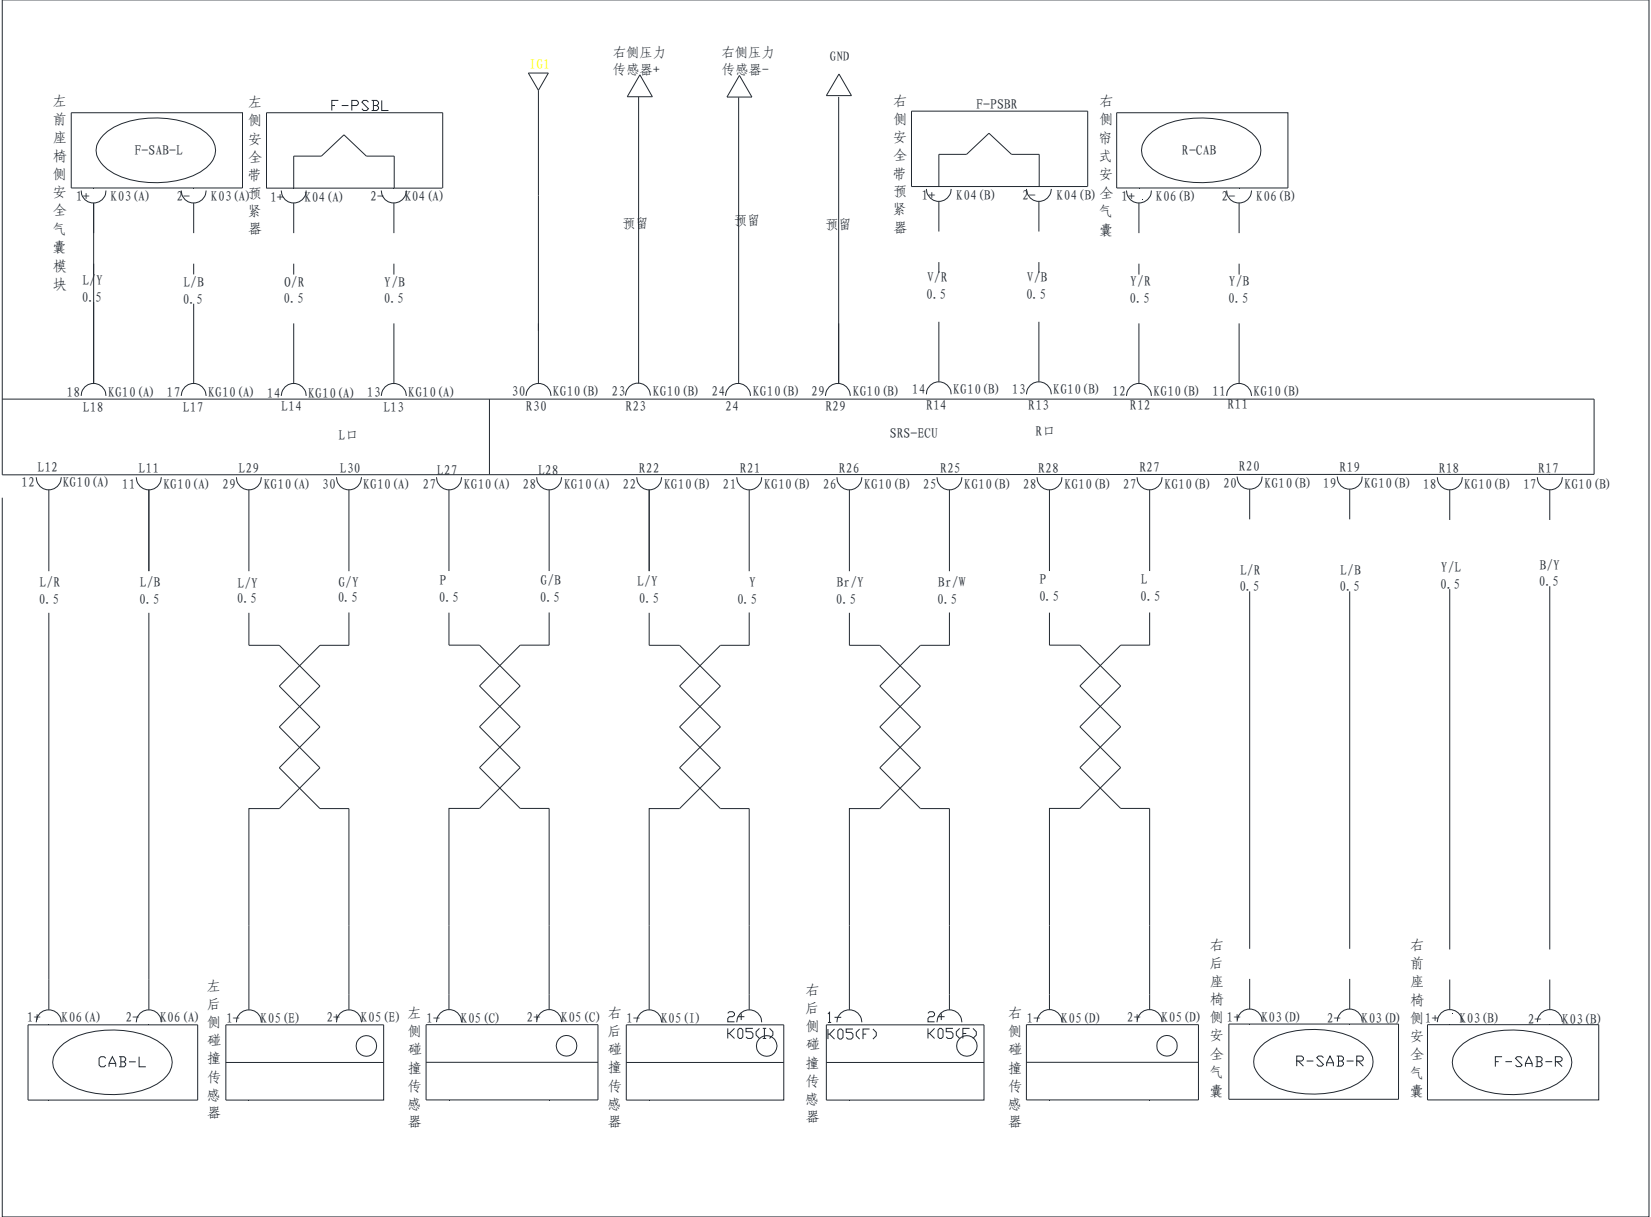 IG1
右侧压力
传感器+
右侧压力
传感器-
GND
左前座椅侧安全气囊模块
F-SAB-L
左侧安全带预紧器
F-PSBL
右侧安全带预紧器
F-PSBR
右侧帘式安全气囊
R-CAB
1+ K03(A)
2- K03(A)
1+ K04(A)
2- K04(A)
1+ K04(B)
2- K04(B)
1+ K06(B)
2- K06(B)
预留
预留
预留
L/Y
0.5
L/B
0.5
O/R
0.5
Y/B
0.5
V/R
0.5
V/B
0.5
Y/R
0.5
Y/B
0.5
18 KG10(A)
17 KG10(A)
14 KG10(A)
13 KG10(A)
30 KG10(B)
23 KG10(B)
24 KG10(B)
29 KG10(B)
14 KG10(B)
13 KG10(B)
12 KG10(B)
11 KG10(B)
L18
L17
L14
L13
R30
R23
24
R29
R14
R13
R12
R11
L口
SRS-ECU
R口
L12
L11
L29
L30
L27
L28
R22
R21
R26
R25
R28
R27
R20
R19
R18
R17
12 KG10(A)
11 KG10(A)
29 KG10(A)
30 KG10(A)
27 KG10(A)
28 KG10(A)
22 KG10(B)
21 KG10(B)
26 KG10(B)
25 KG10(B)
28 KG10(B)
27 KG10(B)
20 KG10(B)
19 KG10(B)
18 KG10(B)
17 KG10(B)
L/R
0.5
L/B
0.5
L/Y
0.5
G/Y
0.5
P
0.5
G/B
0.5
L/Y
0.5
Y
0.5
Br/Y
0.5
Br/W
0.5
P
0.5
L
0.5
L/R
0.5
L/B
0.5
Y/L
0.5
B/Y
0.5
1+ K06(A)
2- K06(A)
CAB-L
左后侧碰撞传感器
1+ K05(E)
2+ K05(E)
左侧碰撞传感器
1+ K05(C)
2+ K05(C)
右后侧碰撞传感器
1+ K05(I)
2+
K05(I)
右后侧碰撞传感器
1+
K05(F)
2+
K05(F)
右侧碰撞传感器
1+ K05(D)
2+ K05(D)
右后座椅侧安全气囊
1+ K03(D)
2+ K03(D)
R-SAB-R
右前座椅侧安全气囊
1+ K03(B)
2+ K03(B)
F-SAB-R